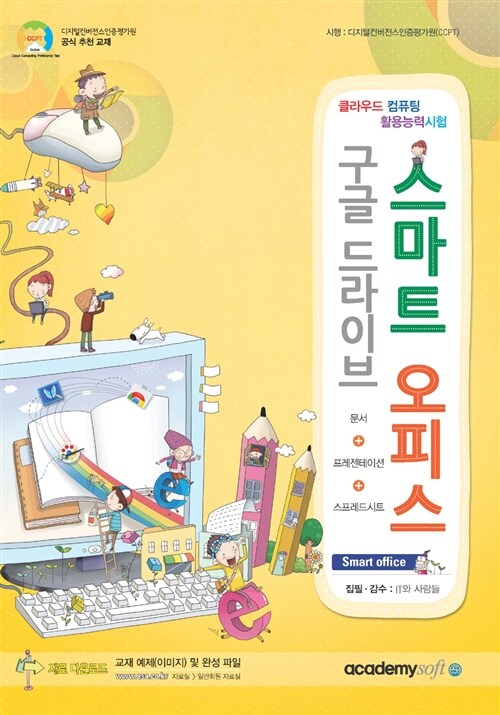 CCPT
Cloud Computing Proficiency Test
디지털컨버전스인증평가원
공식 추천 교재
시행 : 디지털컨버전스인증평가원(CCPT)
클라우드 컴퓨팅
활용능력시험
구글 드라이브
스마트 오피스
문서
+
프레젠테이션
+
스프레드시트
Smart office
집필·감수 : IT와 사람들
자료 다운로드
교재 예제(이미지) 및 완성 파일
자료실 > 일반회원 자료실
academysoft